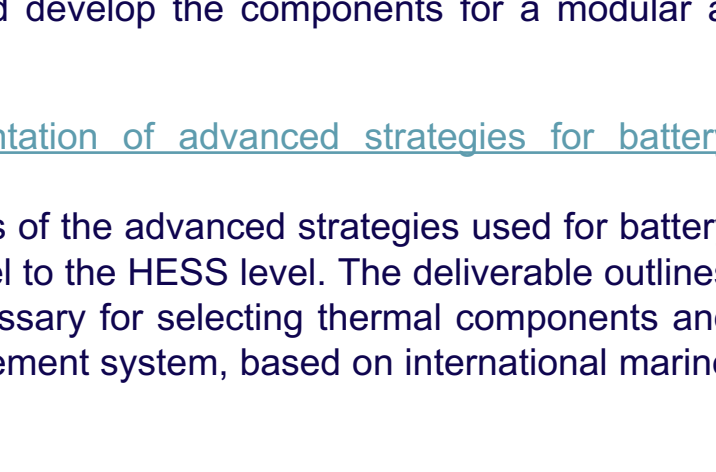 d develop the components for a modular a
ntation of advanced strategies for batter
s of the advanced strategies used for batter
el to the HESS level. The deliverable outlines
ssary for selecting thermal components and
ement system, based on international marine